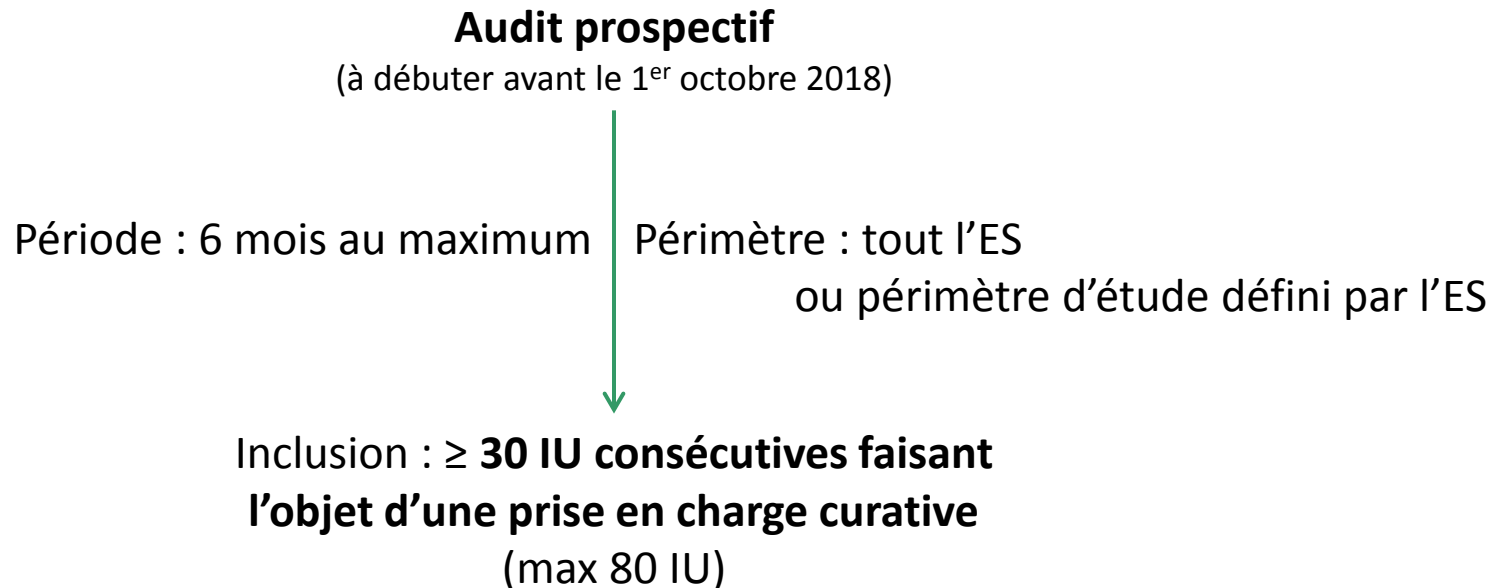 Audit prospectif
(à débuter avant le 1er octobre 2018)
Période : 6 mois au maximum
Périmètre : tout l’ES
ou périmètre d’étude défini par l’ES
Inclusion : ≥ 30 IU consécutives faisant
l’objet d’une prise en charge curative
(max 80 IU)